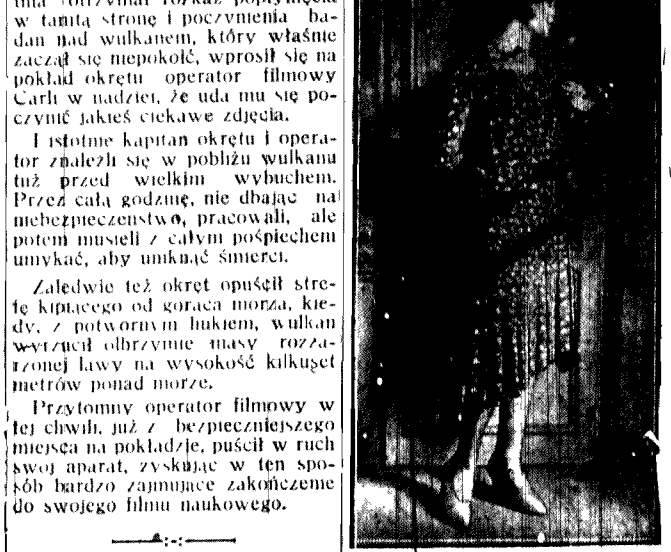 otrzymał rozkaz popłynięcia
w tamtą stronę i poczynienia ba-
dan nad wulkanem, który właśnie
zaczął się niepokoić, wprosił się na
pokład okrętu operator filmowy
Carli w nadziei, że uda mu się po-
czynić jakieś ciekawe zdjęcia.
I istotnie kapitan okrętu i opera-
tor znaleźli się w pobliżu wulkanu
tuż przed wielkim wybuchem.
Przez całą godzinę, nie dbając na
niebezpieczeństwo, pracowali, ale
potem musieli z całym pośpiechem
umykać, aby uniknąć śmierci.
Zaledwie też okręt opuścił stre-
fę kipiącego od gorąca morza, kie-
dy, z potwornym hukiem, wulkan
wyrzucił olbrzymie masy rozża-
rzonej lawy na wysokość kilkuset
metrów ponad morze.
Przytomny operator filmowy w
tej chwili, już z bezpieczniejszego
miejsca na pokładzie, puścił w ruch
swój aparat, zyskując w ten spo-
sób bardzo zajmujące zakończenie
do swojego filmu naukowego.